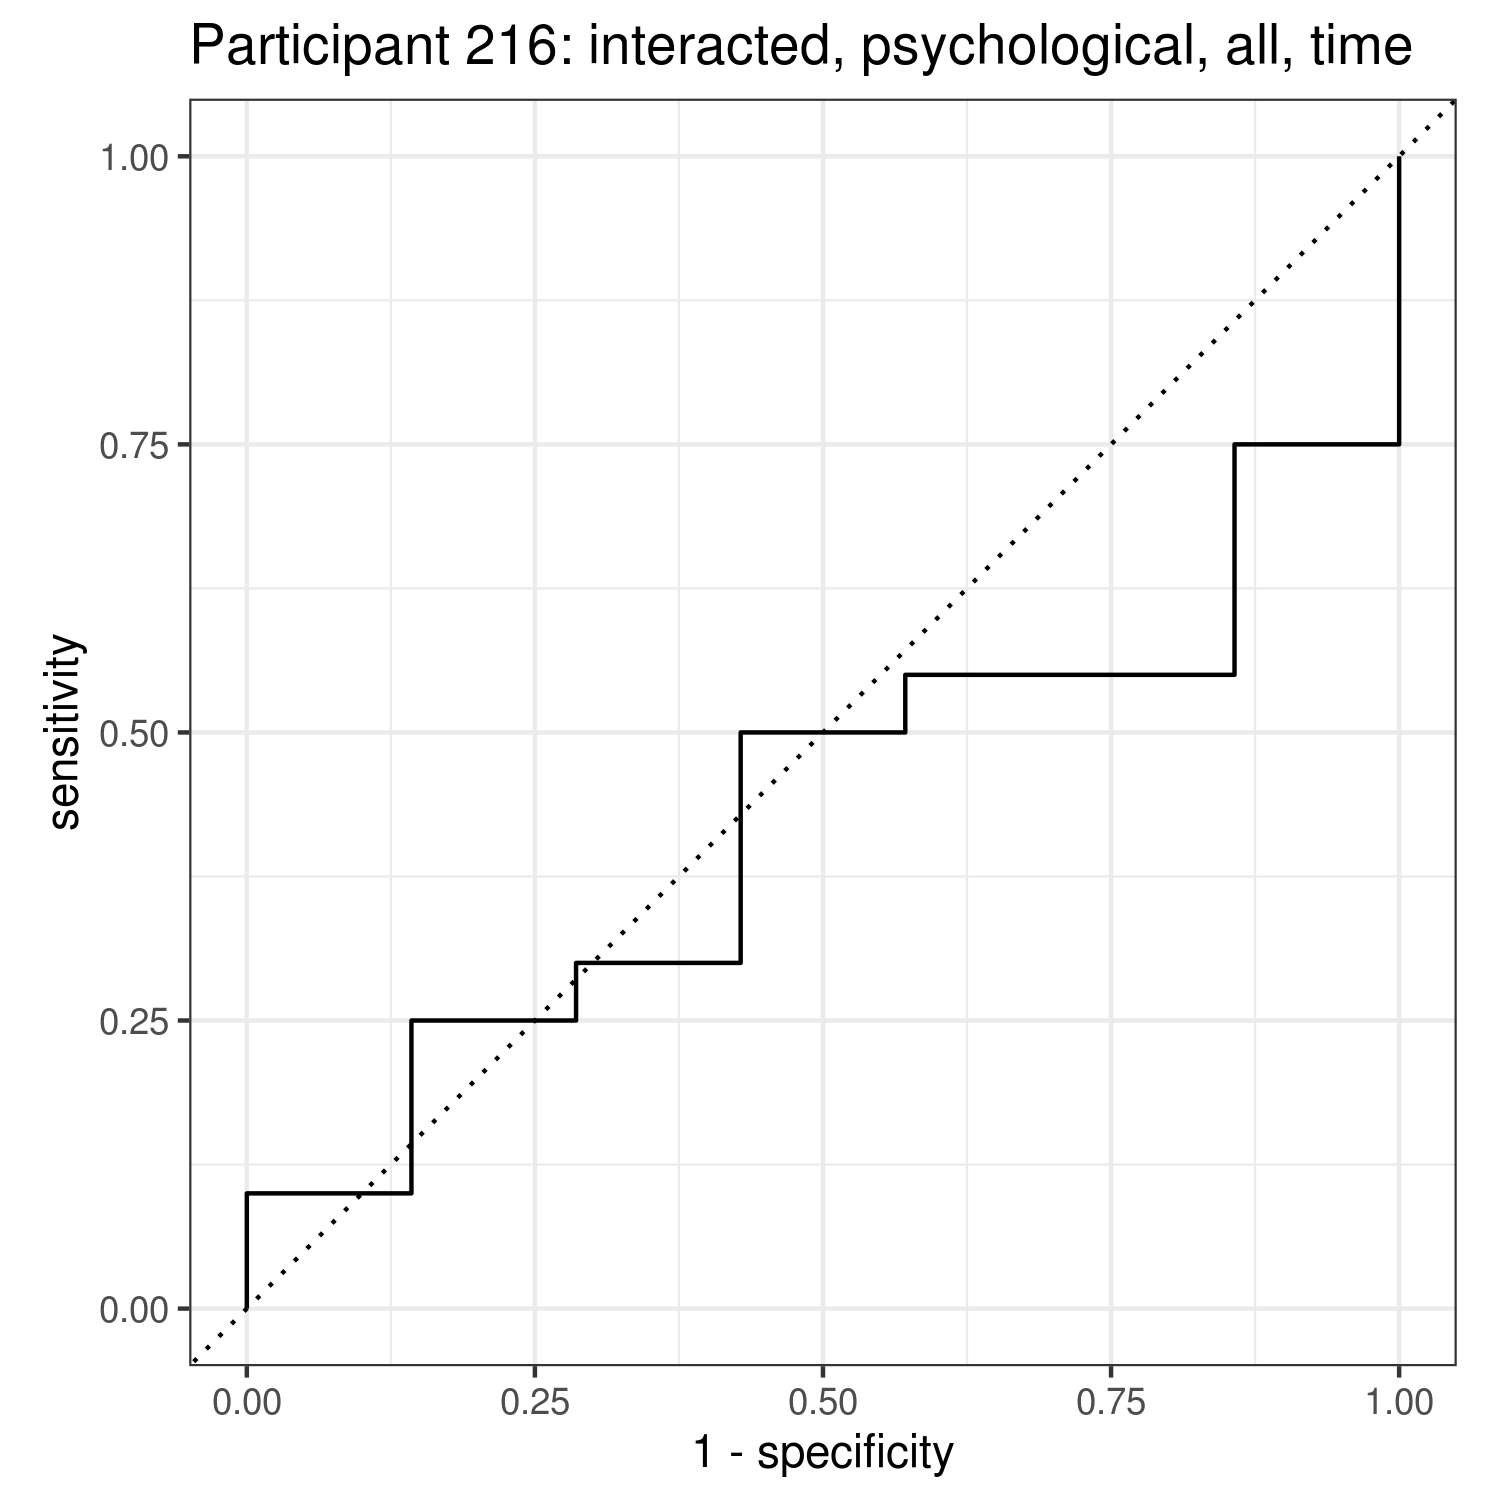 Participant 216: interacted, psychological, all, time
sensitivity
1.00
0.75
0.50
0.25
0.00
0.00 0.25 0.50 0.75 1.00
1 - specificity